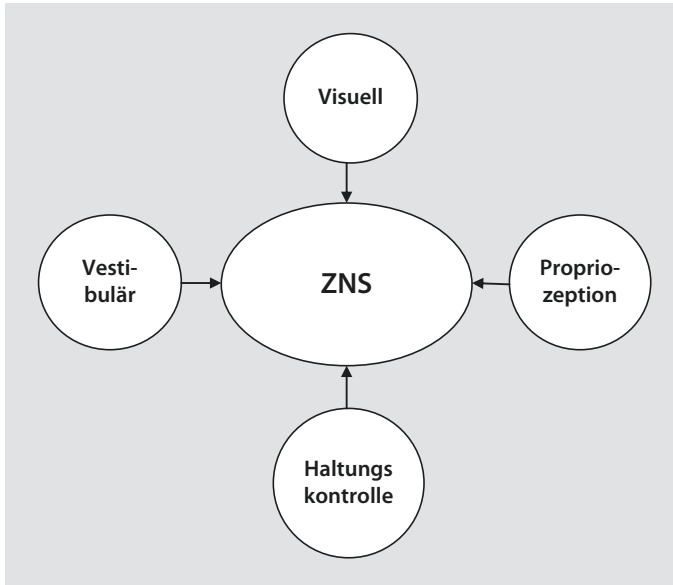 Visuell
Vesti-
bulär
ZNS
Proprio-
zeption
Haltungs
kontrolle